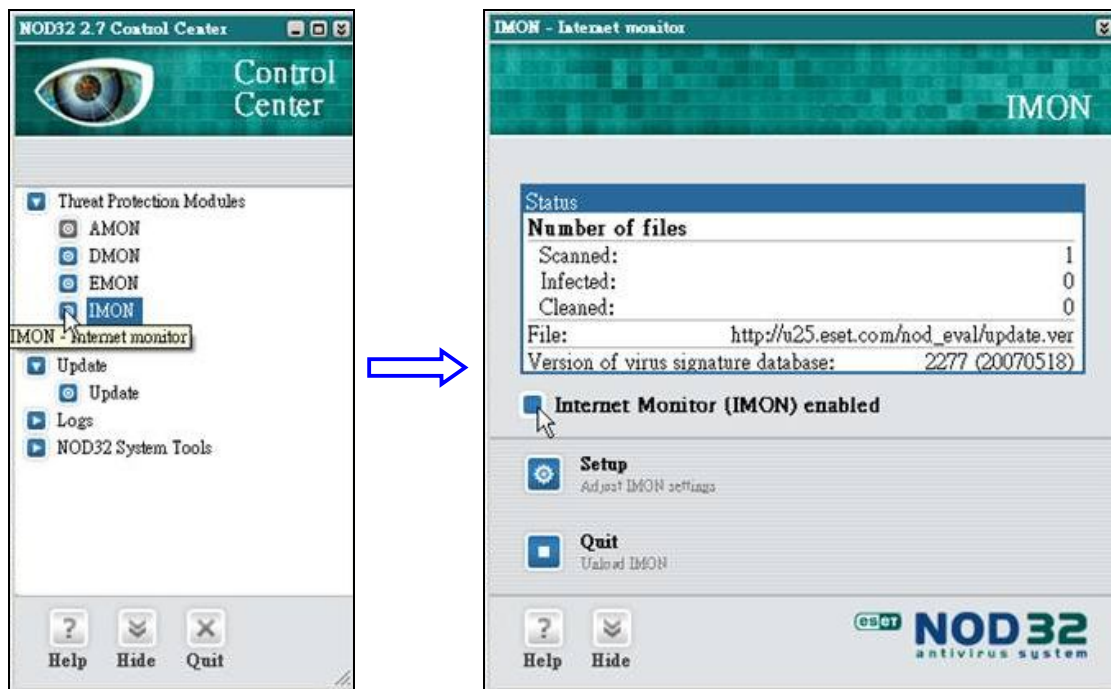 NOD32 2.7 Control Center
Control
Center
Threat Protection Modules
AMON
DMON
EMON
IMON
IMON - Internet monitor
Update
Update
Logs
NOD32 System Tools
? 
Help Hide Quit
IMON - Internet monitor
IMON
Status
Number of files
Scanned: 1
Infected: 0
Cleaned: 0
File: http://u25.eset.com/nod_eval/update.ver
Version of virus signature database: 2277 (20070518)
Internet Monitor (IMON) enabled
Setup
Adjust IMON settings
Quit
Unload IMON
?
Help Hide
eset NOD32
antivirus system